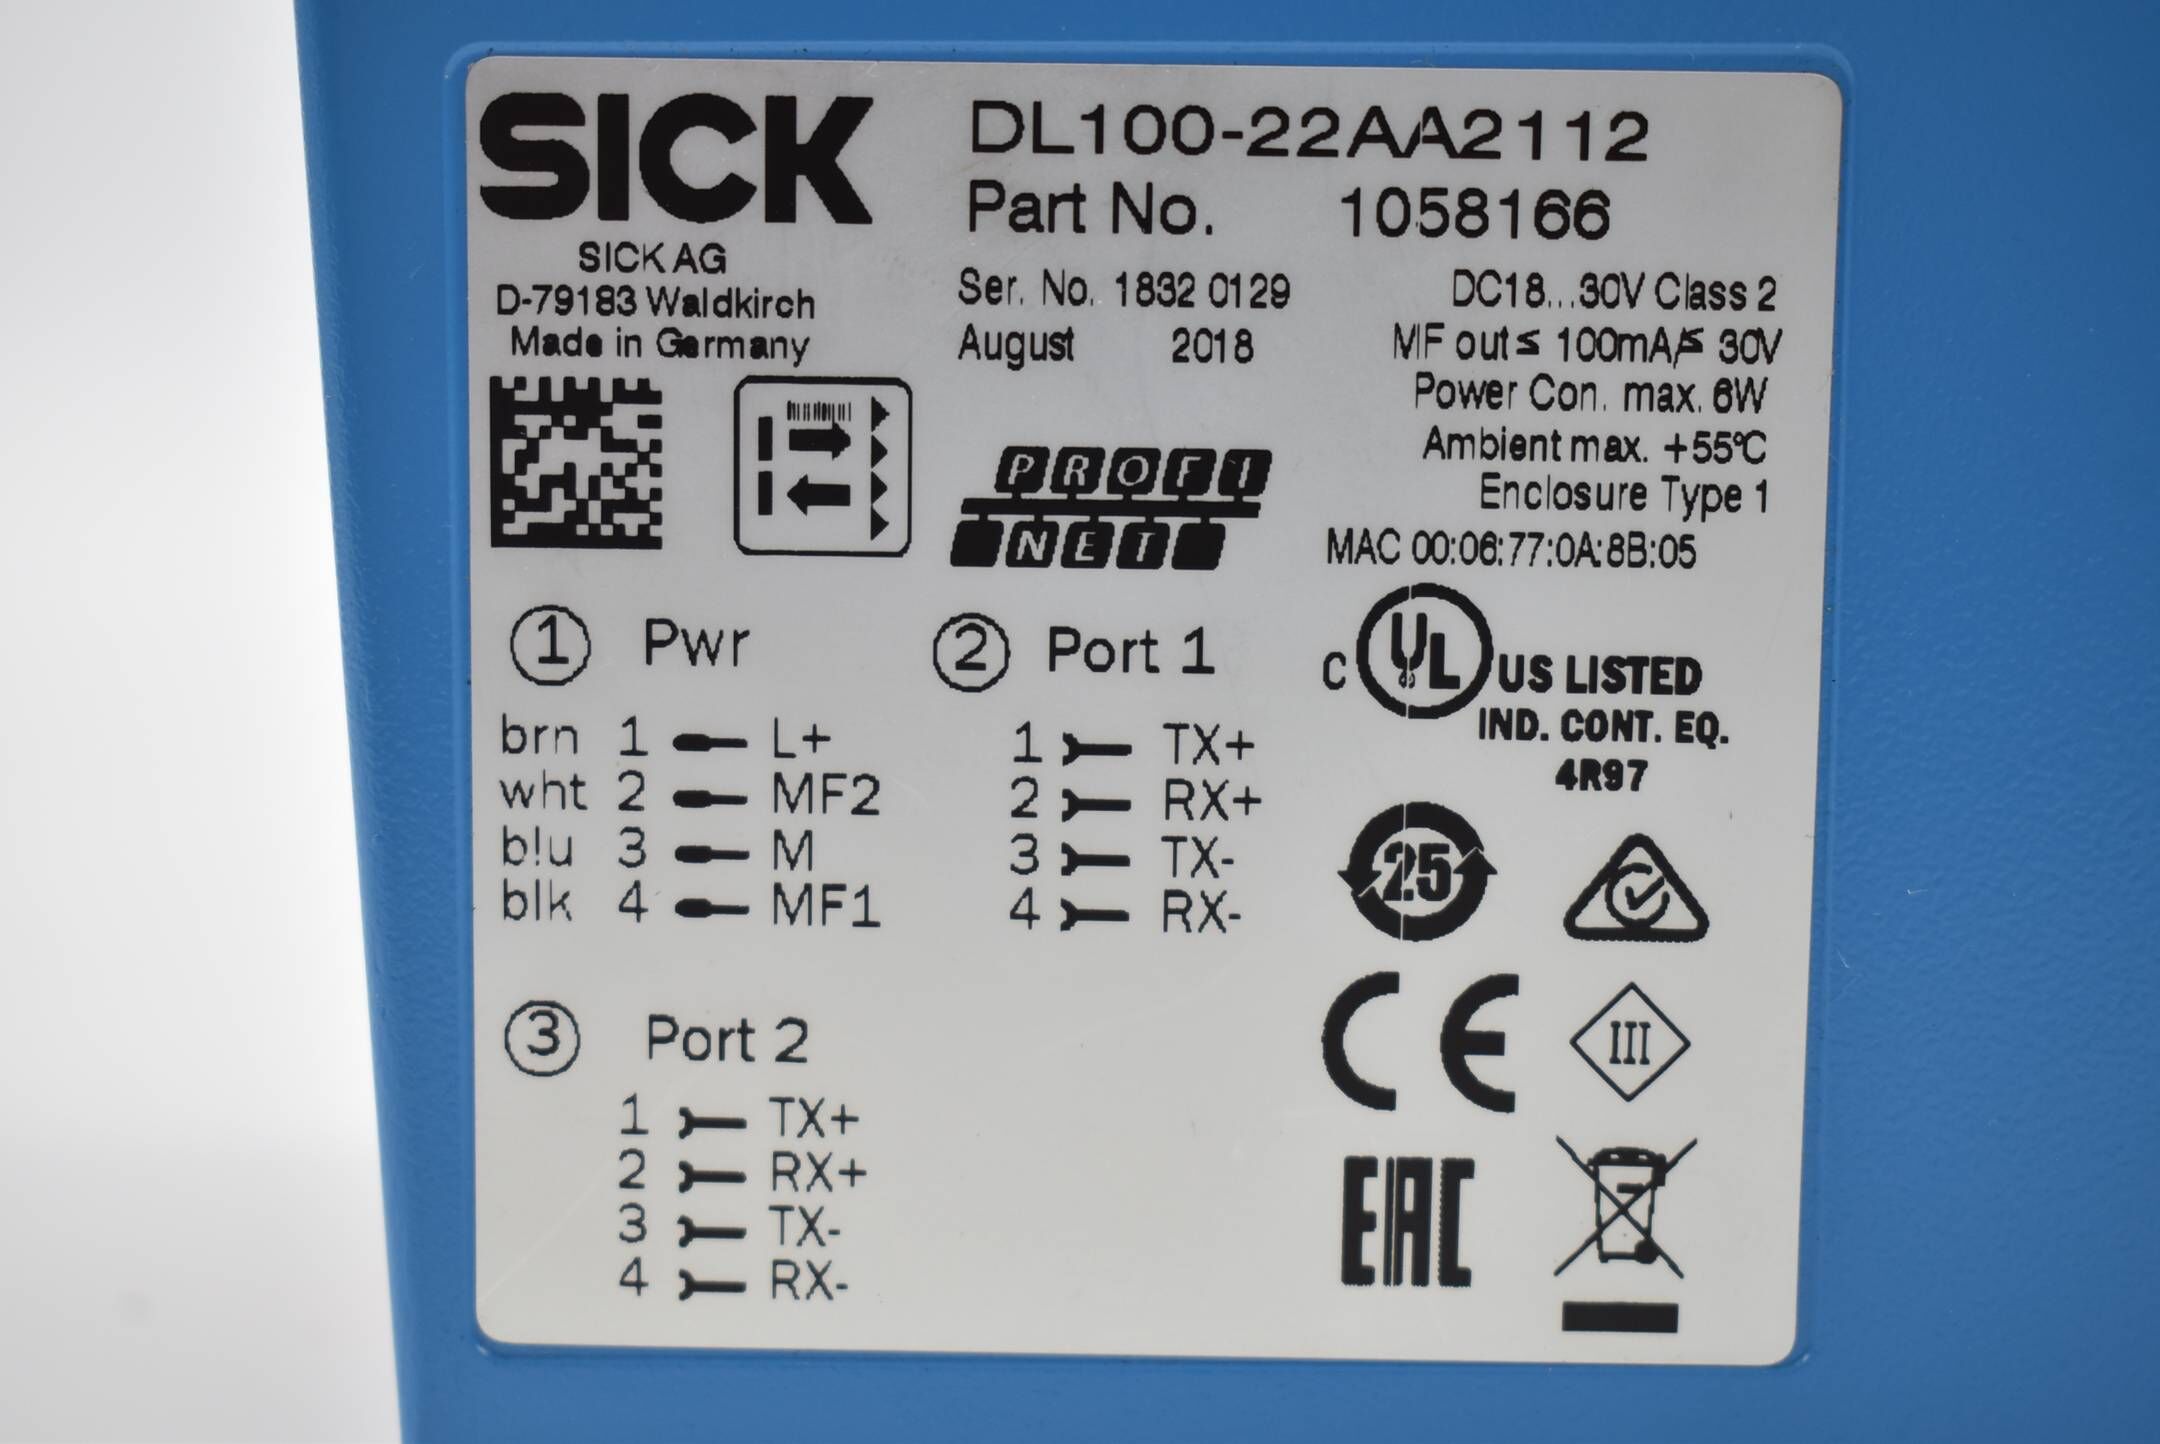 SICK
SICK AG
D-79183 Waldkirch
Made in Germany
DL100-22AA2112
Part No. 1058166
Ser. No. 1832 0129
August 2018
DC18...30V Class 2
MF out ≤ 100mA/≤ 30V
Power Con. max. 6W
Ambient max. +55°C
Enclosure Type 1
MAC 00:06:77:0A:8B:05
PROFI
NET
1 Pwr
brn 1 L+
wht 2 MF2
blu 3 M
blk 4 MF1
2 Port 1
1 TX+
2 RX+
3 TX-
4 RX-
3 Port 2
1 TX+
2 RX+
3 TX-
4 RX-
C UL US LISTED
IND. CONT. EQ.
4R97
25
CE
III
EAC